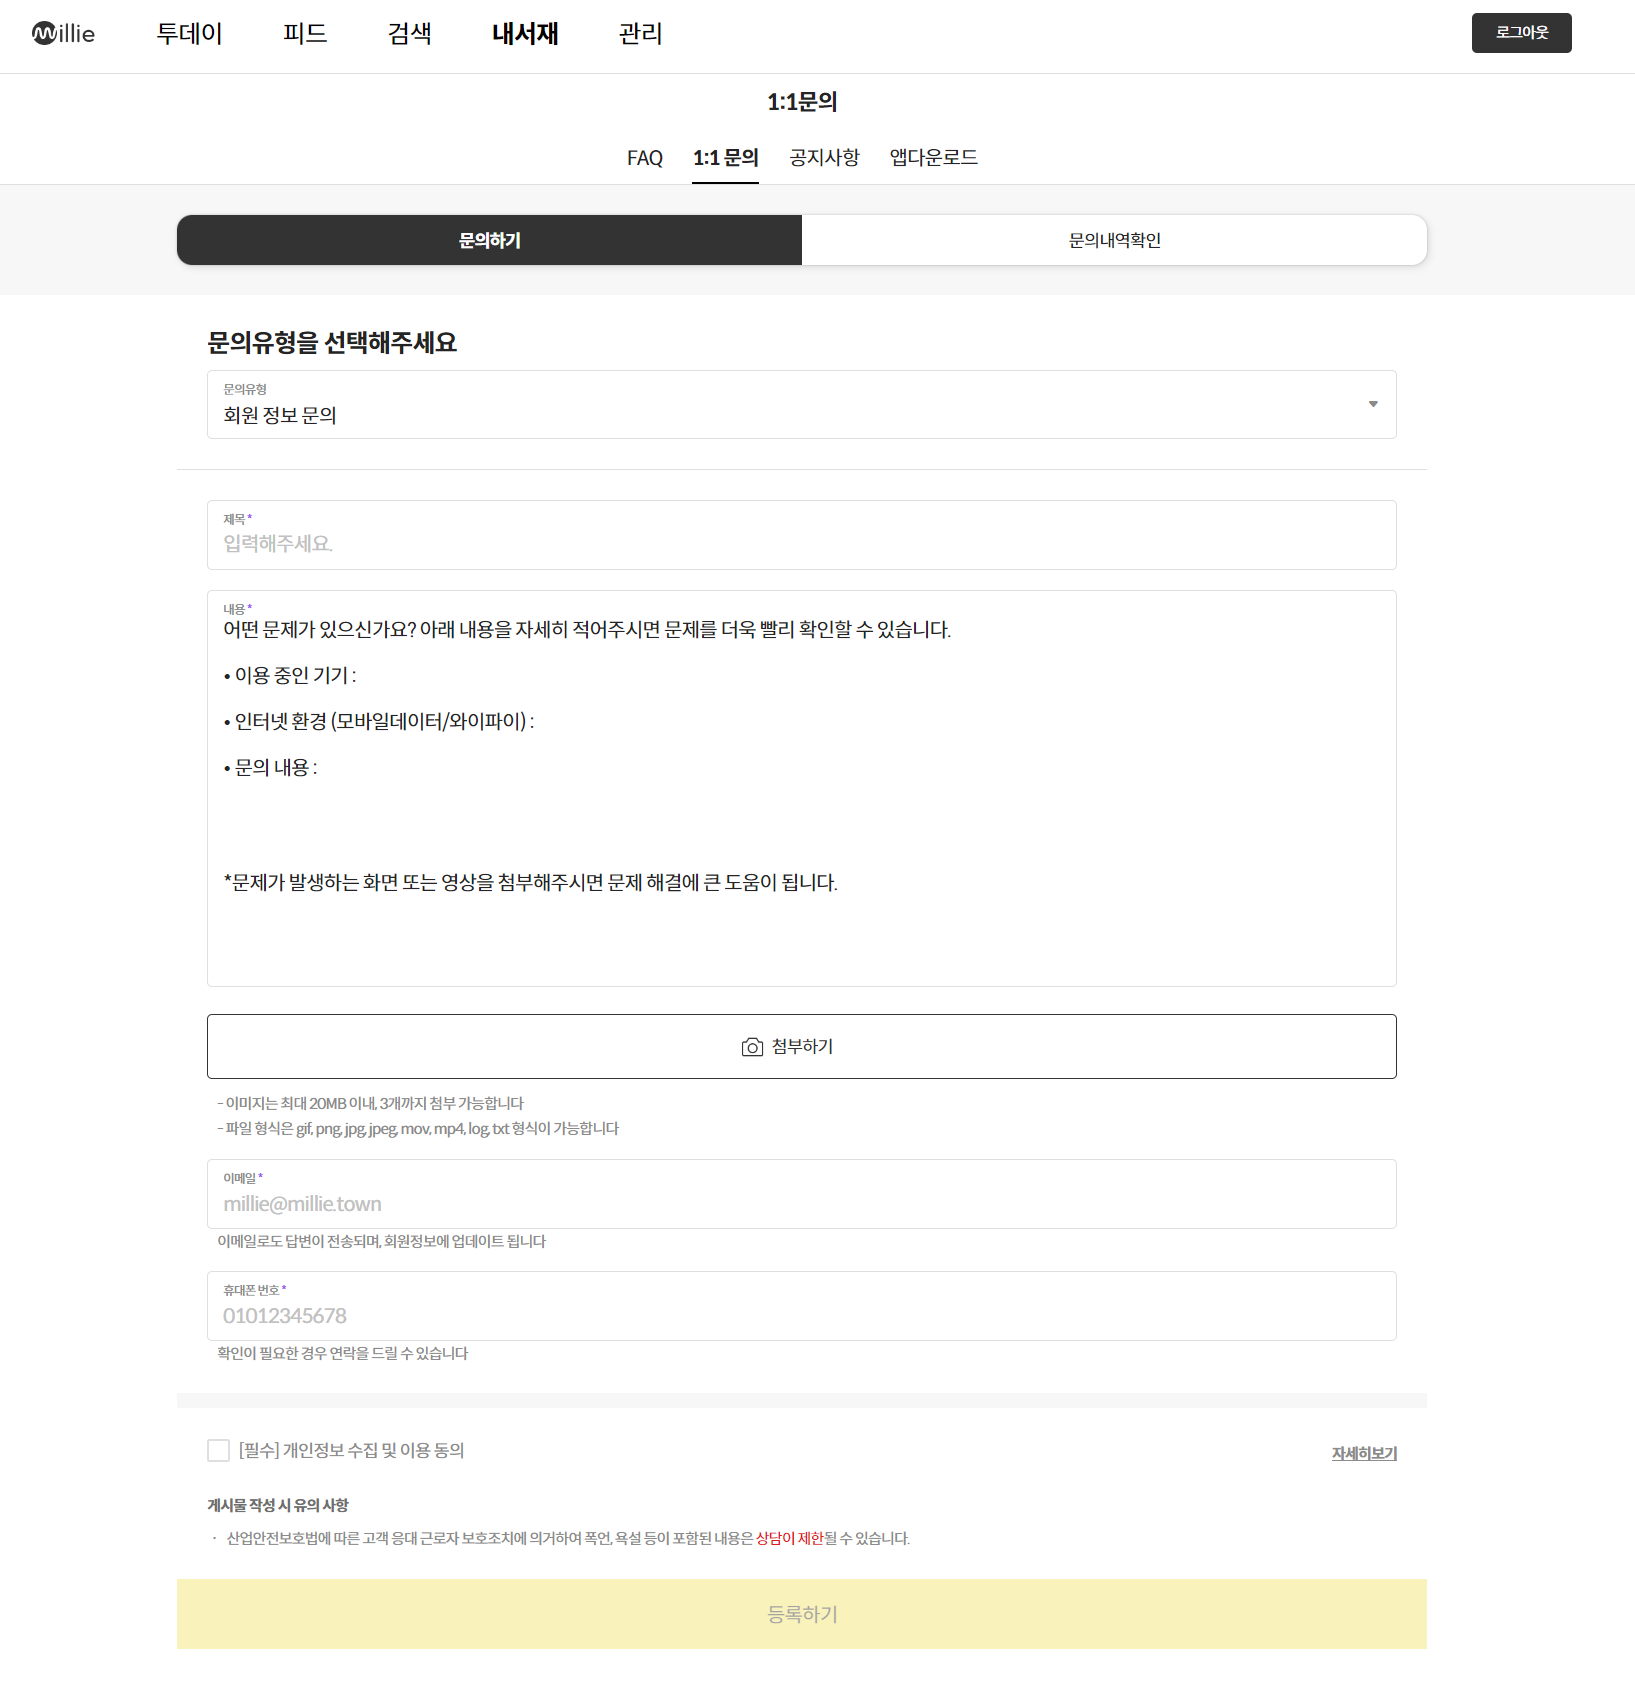 millie
투데이 피드 검색 내서재 관리 로그아웃
1:1문의
FAQ 1:1 문의 공지사항 앱다운로드
문의하기 문의내역확인
문의유형을 선택해주세요
문의유형
회원 정보 문의
제목 *
입력해주세요.
내용 *
어떤 문제가 있으신가요? 아래 내용을 자세히 적어주시면 문제를 더욱 빨리 확인할 수 있습니다.
• 이용 중인 기기 :
• 인터넷 환경 (모바일데이터/와이파이) :
• 문의 내용 :
*문제가 발생하는 화면 또는 영상을 첨부해주시면 문제 해결에 큰 도움이 됩니다.
첨부하기
- 이미지는 최대 20MB 이내, 3개까지 첨부 가능합니다
- 파일 형식은 gif, png, jpg, jpeg, mov, mp4, log, txt 형식이 가능합니다
이메일 *
millie@millie.town
이메일로도 답변이 전송되며, 회원정보에 업데이트 됩니다
휴대폰 번호 *
01012345678
확인이 필요한 경우 연락을 드릴 수 있습니다
[필수] 개인정보 수집 및 이용 동의 자세히보기
게시물 작성 시 유의 사항
· 산업안전보호법에 따른 고객 응대 근로자 보호조치에 의거하여 폭언, 욕설 등이 포함된 내용은 상담이 제한될 수 있습니다.
등록하기